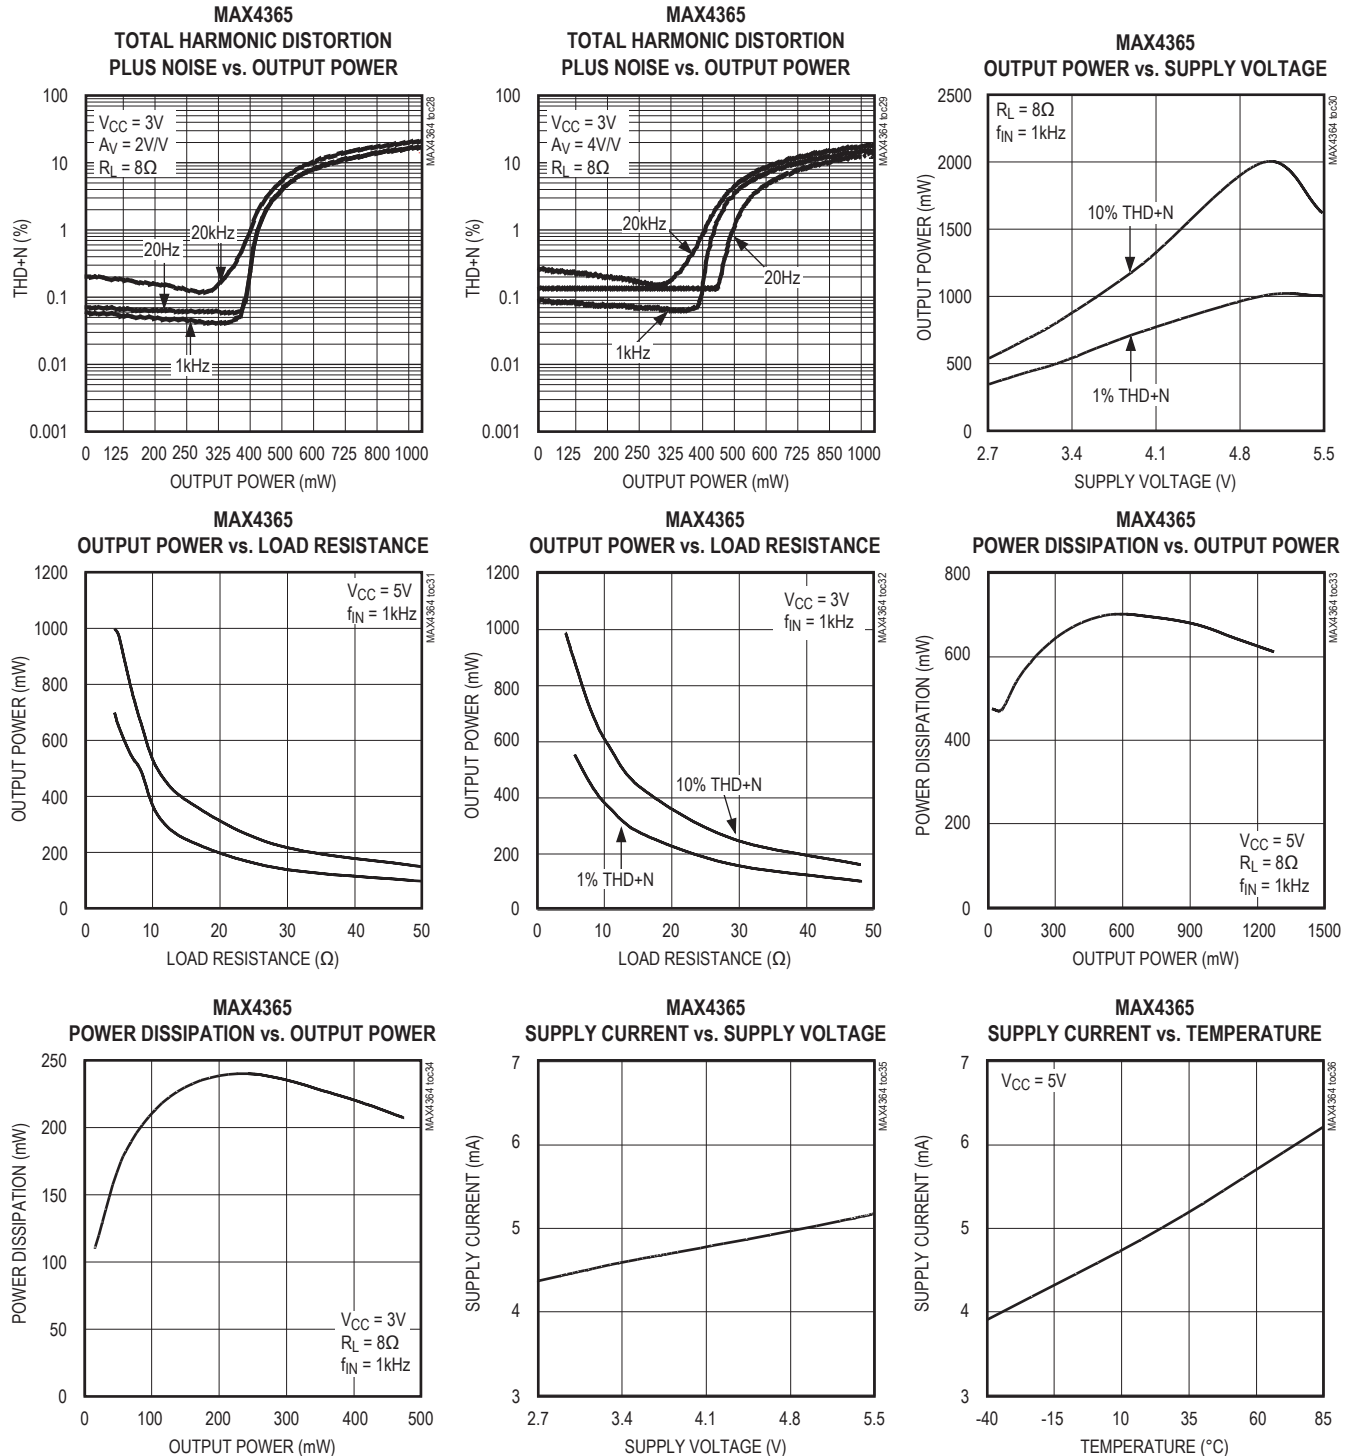 MAX4365
TOTAL HARMONIC DISTORTION
PLUS NOISE vs. OUTPUT POWER
100
10
1
0.1
0.01
0.001
THD+N (%)
VCC = 3V
AV = 2V/V
RL = 8Ω
20kHz
20Hz
1kHz
0 125 200 250 325 400 500 600 725 800 1000
OUTPUT POWER (mW)
MAX4364 toc28
MAX4365
TOTAL HARMONIC DISTORTION
PLUS NOISE vs. OUTPUT POWER
100
10
1
0.1
0.01
0.001
THD+N (%)
VCC = 3V
AV = 4V/V
RL = 8Ω
20kHz
20Hz
1kHz
0 125 200 250 325 400 500 600 725 850 1000
OUTPUT POWER (mW)
MAX4364 toc29
MAX4365
OUTPUT POWER vs. SUPPLY VOLTAGE
2500
2000
1500
1000
500
0
OUTPUT POWER (mW)
RL = 8Ω
fIN = 1kHz
10% THD+N
1% THD+N
2.7 3.4 4.1 4.8 5.5
SUPPLY VOLTAGE (V)
MAX4364 toc30
MAX4365
OUTPUT POWER vs. LOAD RESISTANCE
1200
1000
800
600
400
200
0
OUTPUT POWER (mW)
VCC = 5V
fIN = 1kHz
0 10 20 30 40 50
LOAD RESISTANCE (Ω)
MAX4364 toc31
MAX4365
OUTPUT POWER vs. LOAD RESISTANCE
1200
1000
800
600
400
200
0
OUTPUT POWER (mW)
VCC = 3V
fIN = 1kHz
10% THD+N
1% THD+N
0 10 20 30 40 50
LOAD RESISTANCE (Ω)
MAX4364 toc32
MAX4365
POWER DISSIPATION vs. OUTPUT POWER
800
600
400
200
0
POWER DISSIPATION (mW)
VCC = 5V
RL = 8Ω
fIN = 1kHz
0 300 600 900 1200 1500
OUTPUT POWER (mW)
MAX4364 toc33
MAX4365
POWER DISSIPATION vs. OUTPUT POWER
250
200
150
100
50
0
POWER DISSIPATION (mW)
VCC = 3V
RL = 8Ω
fIN = 1kHz
0 100 200 300 400 500
OUTPUT POWER (mW)
MAX4364 toc34
MAX4365
SUPPLY CURRENT vs. SUPPLY VOLTAGE
7
6
5
4
3
SUPPLY CURRENT (mA)
2.7 3.4 4.1 4.8 5.5
SUPPLY VOLTAGE (V)
MAX4364 toc35
MAX4365
SUPPLY CURRENT vs. TEMPERATURE
7
6
5
4
3
SUPPLY CURRENT (mA)
VCC = 5V
-40 -15 10 35 60 85
TEMPERATURE (°C)
MAX4364 toc36